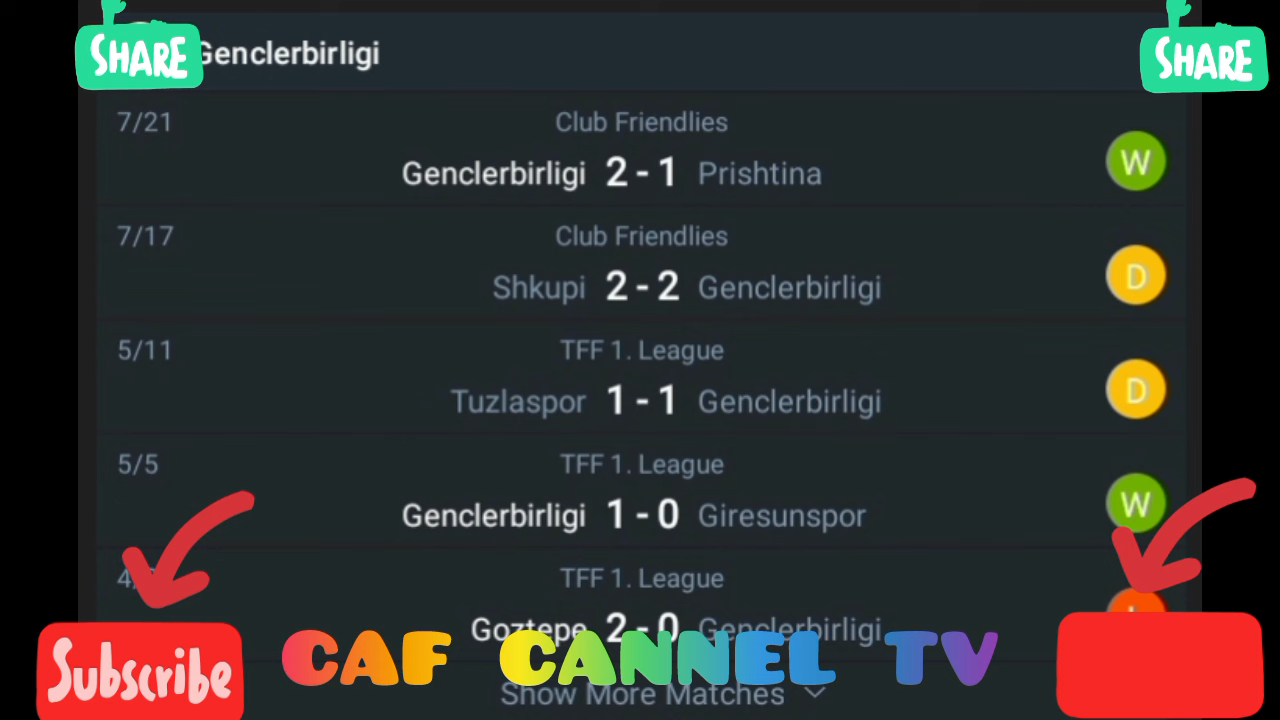 SHARE
Genclerbirligi
SHARE
7/21
Club Friendlies
Genclerbirligi 2 - 1 Prishtina
W
7/17
Club Friendlies
Shkupi 2 - 2 Genclerbirligi
D
5/11
TFF 1. League
Tuzlaspor 1 - 1 Genclerbirligi
D
5/5
TFF 1. League
Genclerbirligi 1 - 0 Giresunspor
W
TFF 1. League
Goztepe 2 - 0 Genclerbirligi
Subscribe
CAF CANNEL TV
Show More Matches